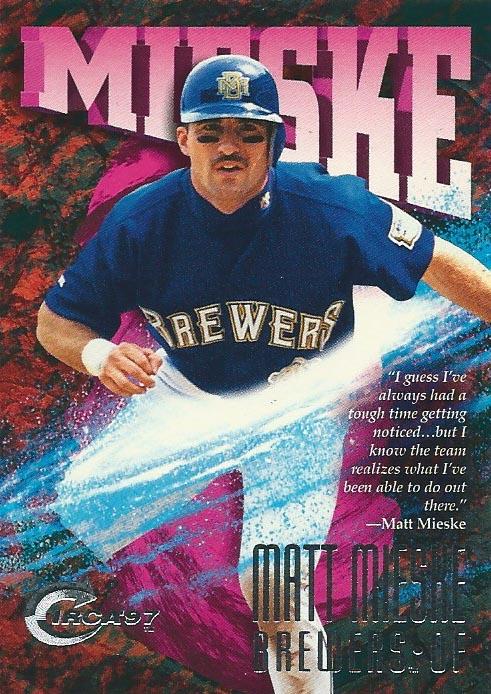 MIESKE
BM
BREWERS
"I guess I've
always had a
tough time getting
noticed...but I
know the team
realizes what I've
been able to do out
there."
—Matt Mieske
MATT MIESKE
BREWERS • OF
CIRCA '97